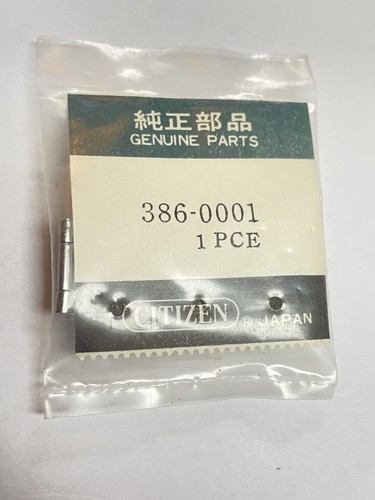 純正部品
GENUINE PARTS
386-0001
1 PCE
CITIZEN ® JAPAN